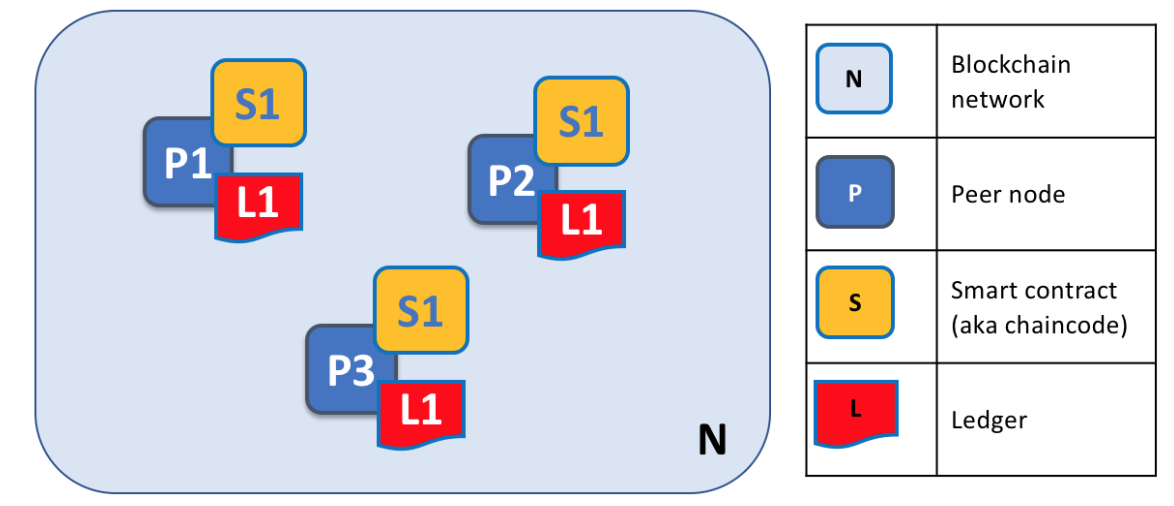 S1
P1
L1
S1
P2
L1
S1
P3
L1
N
N
Blockchain
network
P
Peer node
S
Smart contract
(aka chaincode)
L
Ledger